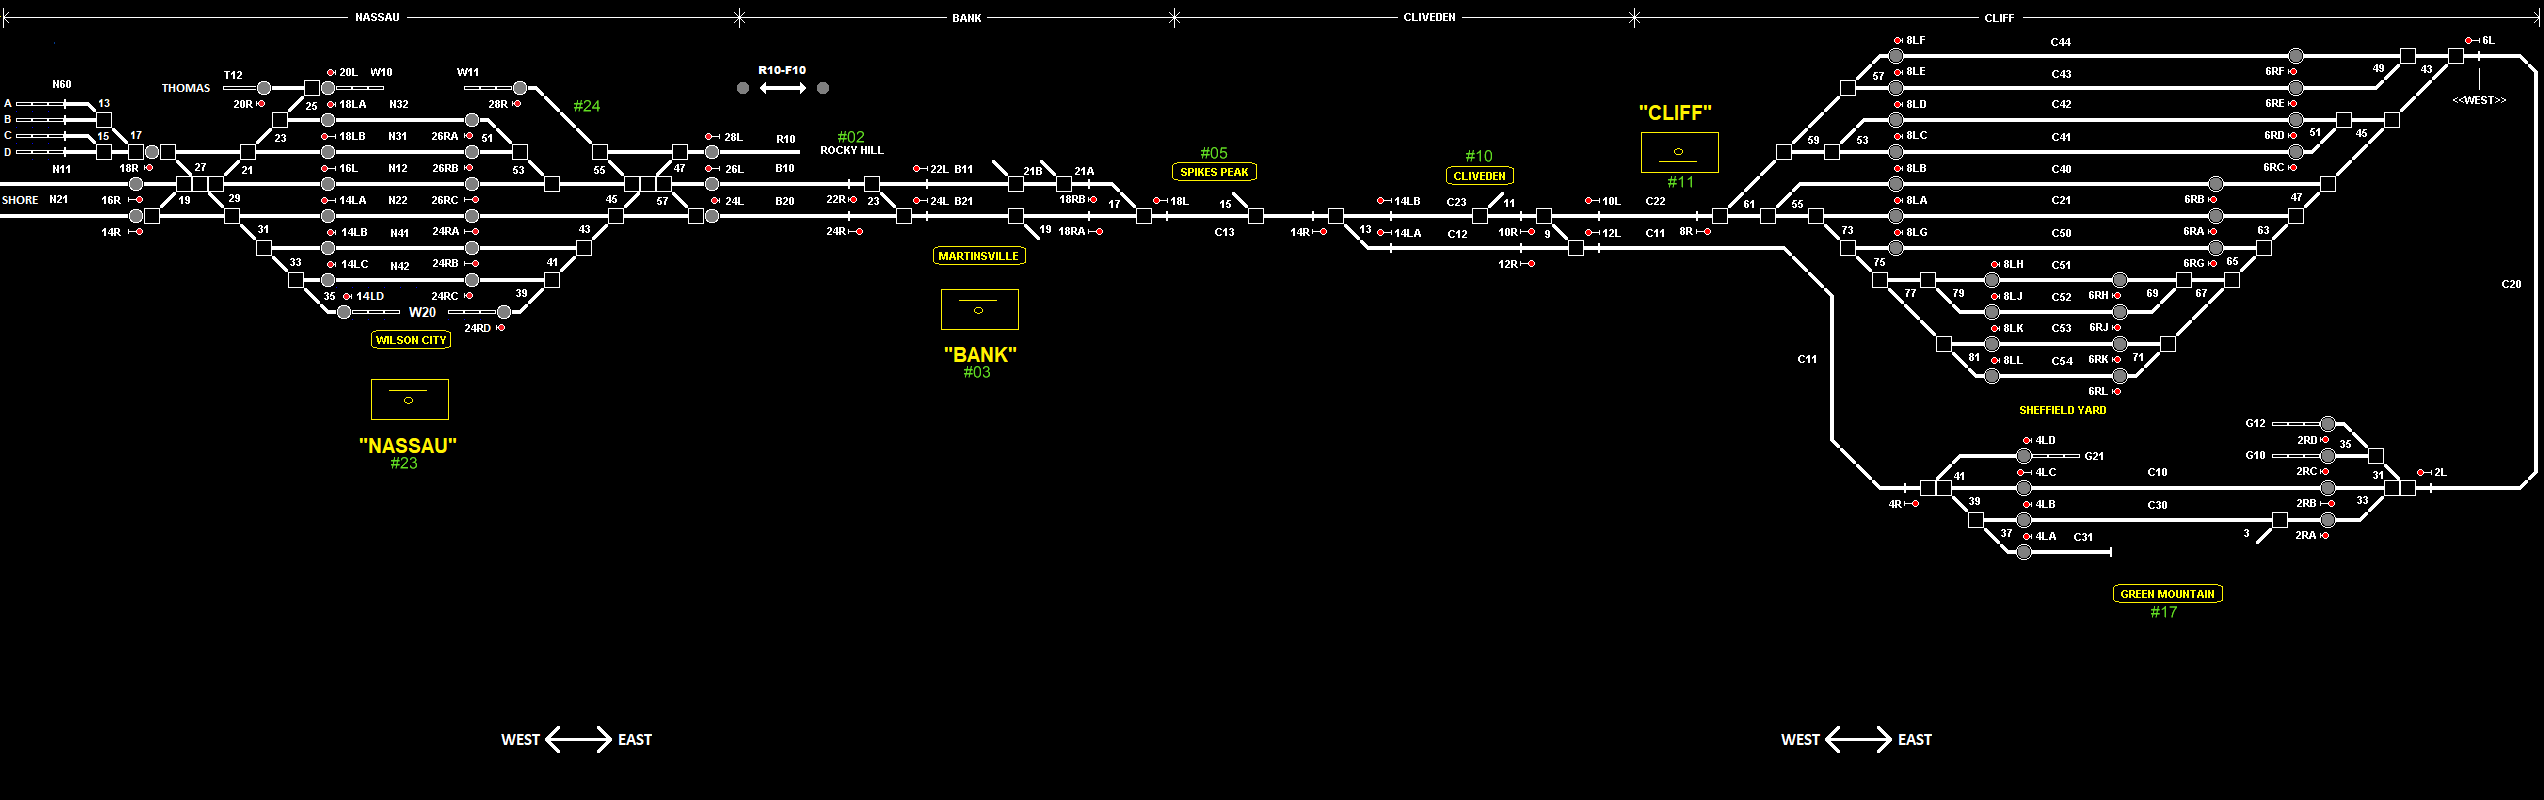 NASSAU BANK CLIVEDEN CLIFF
8LF C44 6L
T12 20L W10 W11 R10-F10 57 8LE C43 6RF 49 43
N60 THOMAS
A 13 20R 25 18LA N32 28R #24 8LD C42 6RE <<WEST>>
B "CLIFF"
C 15 17 23 18LB N31 26RA 51 28L R10 #02 59 53 8LC C41 6RD 51 45
D ROCKY HILL
N11 18R 27 21 16L N12 26RB 53 55 47 26L B10 22L B11 21B 21A #05 SPIKES PEAK #10 CLIVEDEN #11 8LB C40 6RC
SHORE N21 16R 19 29 14LA N22 26RC 45 57 24L B20 22R 23 24L B21 18RB 17 18L 15 14LB C23 11 10L C22 61 55 8LA C21 6RB 47
14R 31 14LB N41 24RA 43 24R 19 18RA C13 14R 13 14LA C12 10R 9 12L C11 8R 73 8LG C50 6RA 63
33 14LC N42 24RB 41 MARTINSVILLE 12R 75 8LH C51 6RG 65
35 14LD 24RC 39 77 79 8LJ C52 6RH 69 67 C20
W20
24RD 8LK C53 6RJ
WILSON CITY "BANK" C11 81 8LL C54 6RK 71
#03
6RL
SHEFFIELD YARD
"NASSAU" G12
#23 4LD 2RD 35
G21 G10
41 4LC C10 2RC 31 2L
4R 39 4LB C30 2RB 33
37 4LA C31 3 2RA
GREEN MOUNTAIN
#17
WEST EAST WEST EAST